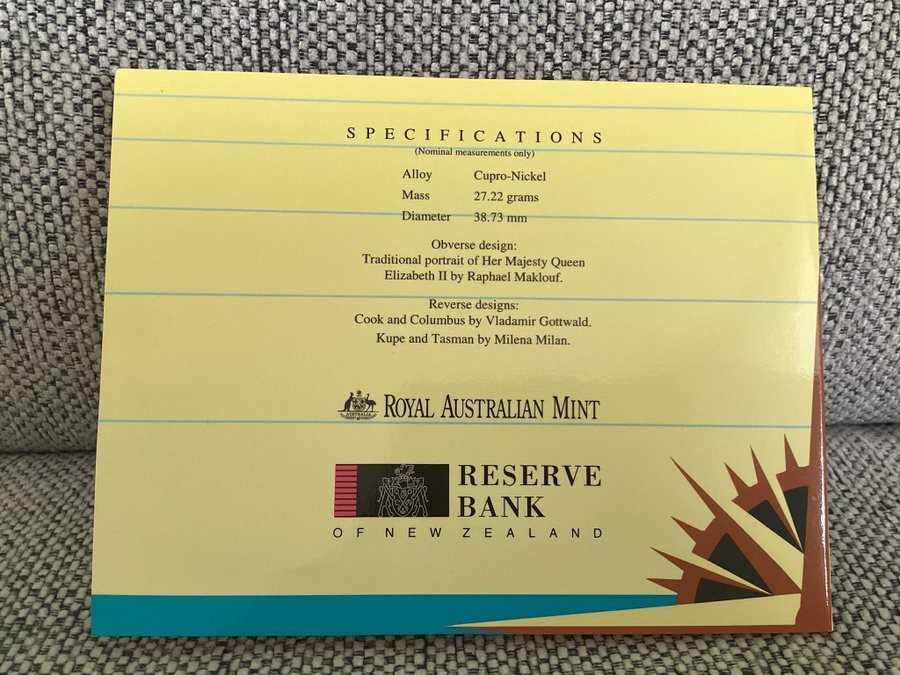 SPECIFICATIONS
(Nominal measurements only)
Alloy Cupro-Nickel
Mass 27.22 grams
Diameter 38.73 mm
Obverse design:
Traditional portrait of Her Majesty Queen
Elizabeth II by Raphael Maklouf.
Reverse designs:
Cook and Columbus by Vladamir Gottwald.
Kupe and Tasman by Milena Milan.
AUSTRALIA
ROYAL AUSTRALIAN MINT
RESERVE
BANK
OF NEW ZEALAND